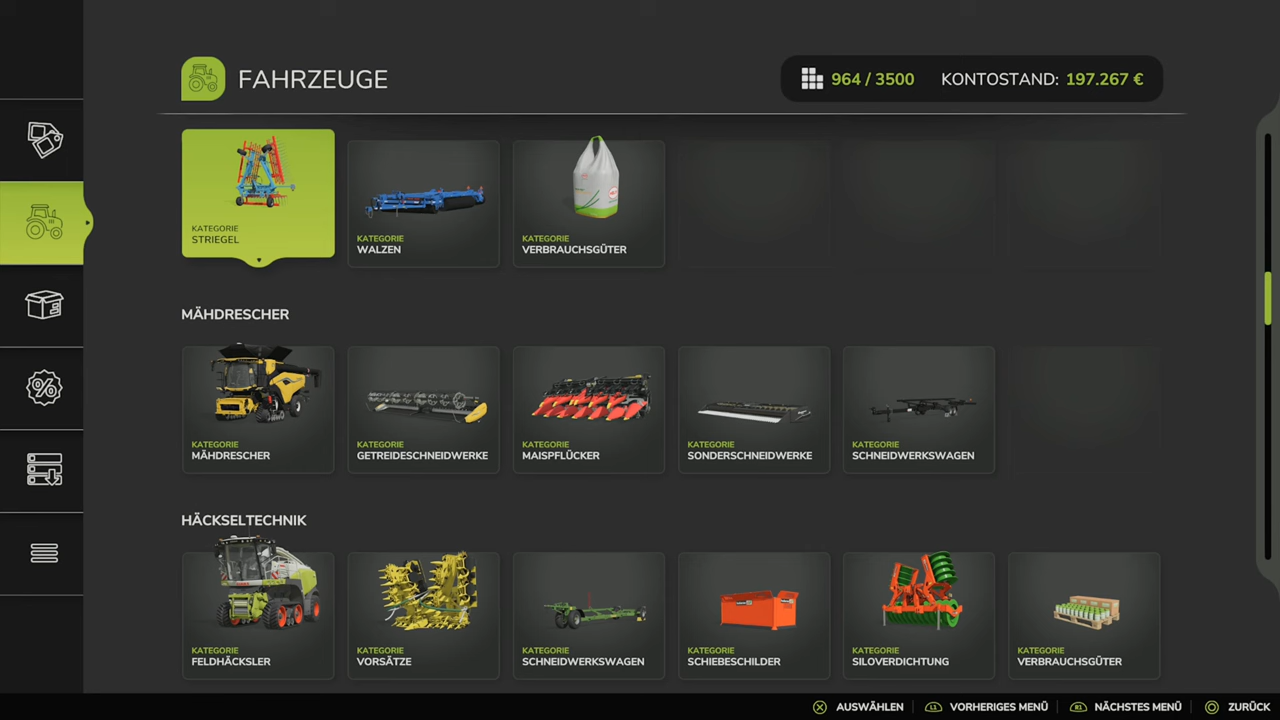 FAHRZEUGE
964 / 3500 KONTOSTAND: 197.267 €
KATEGORIE
STRIEGEL
KATEGORIE
WALZEN
KATEGORIE
VERBRAUCHSGÜTER
MÄHDRESCHER
KATEGORIE
MÄHDRESCHER
KATEGORIE
GETREIDESCHNEIDWERKE
KATEGORIE
MAISPFLÜCKER
KATEGORIE
SONDERSCHNEIDWERKE
KATEGORIE
SCHNEIDWERKSWAGEN
HÄCKSELTECHNIK
KATEGORIE
FELDHÄCKSLER
KATEGORIE
VORSÄTZE
KATEGORIE
SCHNEIDWERKSWAGEN
KATEGORIE
SCHIEBESCHILDER
KATEGORIE
SILOVERDICHTUNG
KATEGORIE
VERBRAUCHSGÜTER
AUSWÄHLEN L1 VORHERIGES MENÜ R1 NÄCHSTES MENÜ ZURÜCK